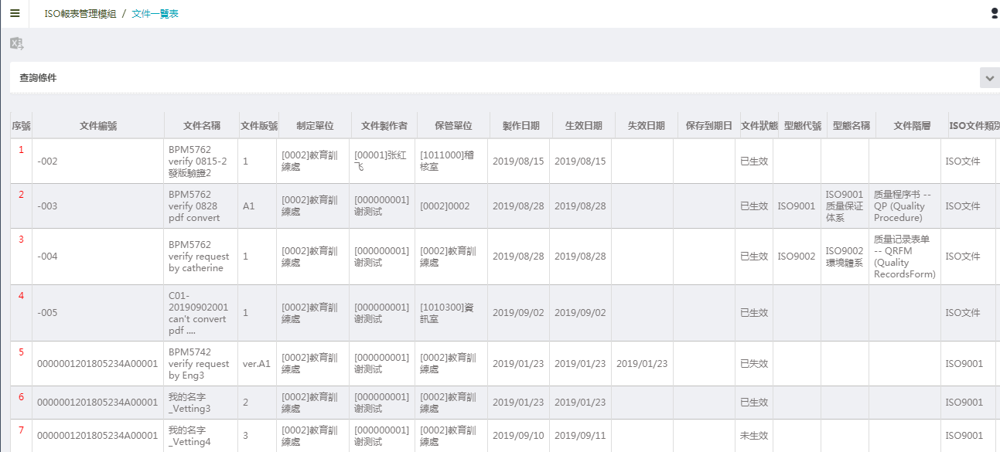 ISO報表管理模組 / 文件一覽表
查詢條件
序號 文件編號 文件名稱 文件版號 制定單位 文件製作者 保管單位 製作日期 生效日期 失效日期 保存到期日 文件狀態 型態代號 型態名稱 文件階層 ISO文件類別
1 -002 BPM5762 verify 0815-2 發版驗證2 1 [0002]教育訓練處 [00001]张红飞 [1011000]稽核室 2019/08/15 2019/08/15 已生效 ISO文件
2 -003 BPM5762 verify 0828 pdf convert A1 [0002]教育訓練處 [000000001]谢测试 [0002]0002 2019/08/28 2019/08/28 已生效 ISO9001 ISO9001质量保证体系 质量程序书 -- QP (Quality Procedure) ISO文件
3 -004 BPM5762 verify request by catherine 1 [0002]教育訓練處 [000000001]谢测试 [0002]教育訓練處 2019/08/28 2019/08/28 已生效 ISO9002 ISO9002環境體系 质量记录表单 -- QRFM (Quality RecordsForm) ISO文件
4 -005 C01-20190902001 can't convert pdf .... 1 [0002]教育訓練處 [000000001]谢测试 [1010300]資訊室 2019/09/02 2019/09/02 已生效 ISO文件
5 0000001201805234A00001 BPM5742 verify request by Eng3 ver.A1 [0002]教育訓練處 [000000001]谢测试 [0002]教育訓練處 2019/01/23 2019/01/23 2019/01/23 已失效 ISO9001
6 0000001201805234A00001 我的名字_Vetting3 2 [0002]教育訓練處 [000000001]谢测试 [0002]教育訓練處 2019/01/23 2019/01/23 已生效 ISO9001
7 0000001201805234A00001 我的名字_Vetting4 3 [0002]教育訓練處 [000000001]谢测试 [0002]教育訓練處 2019/09/10 2019/09/11 未生效 ISO9001